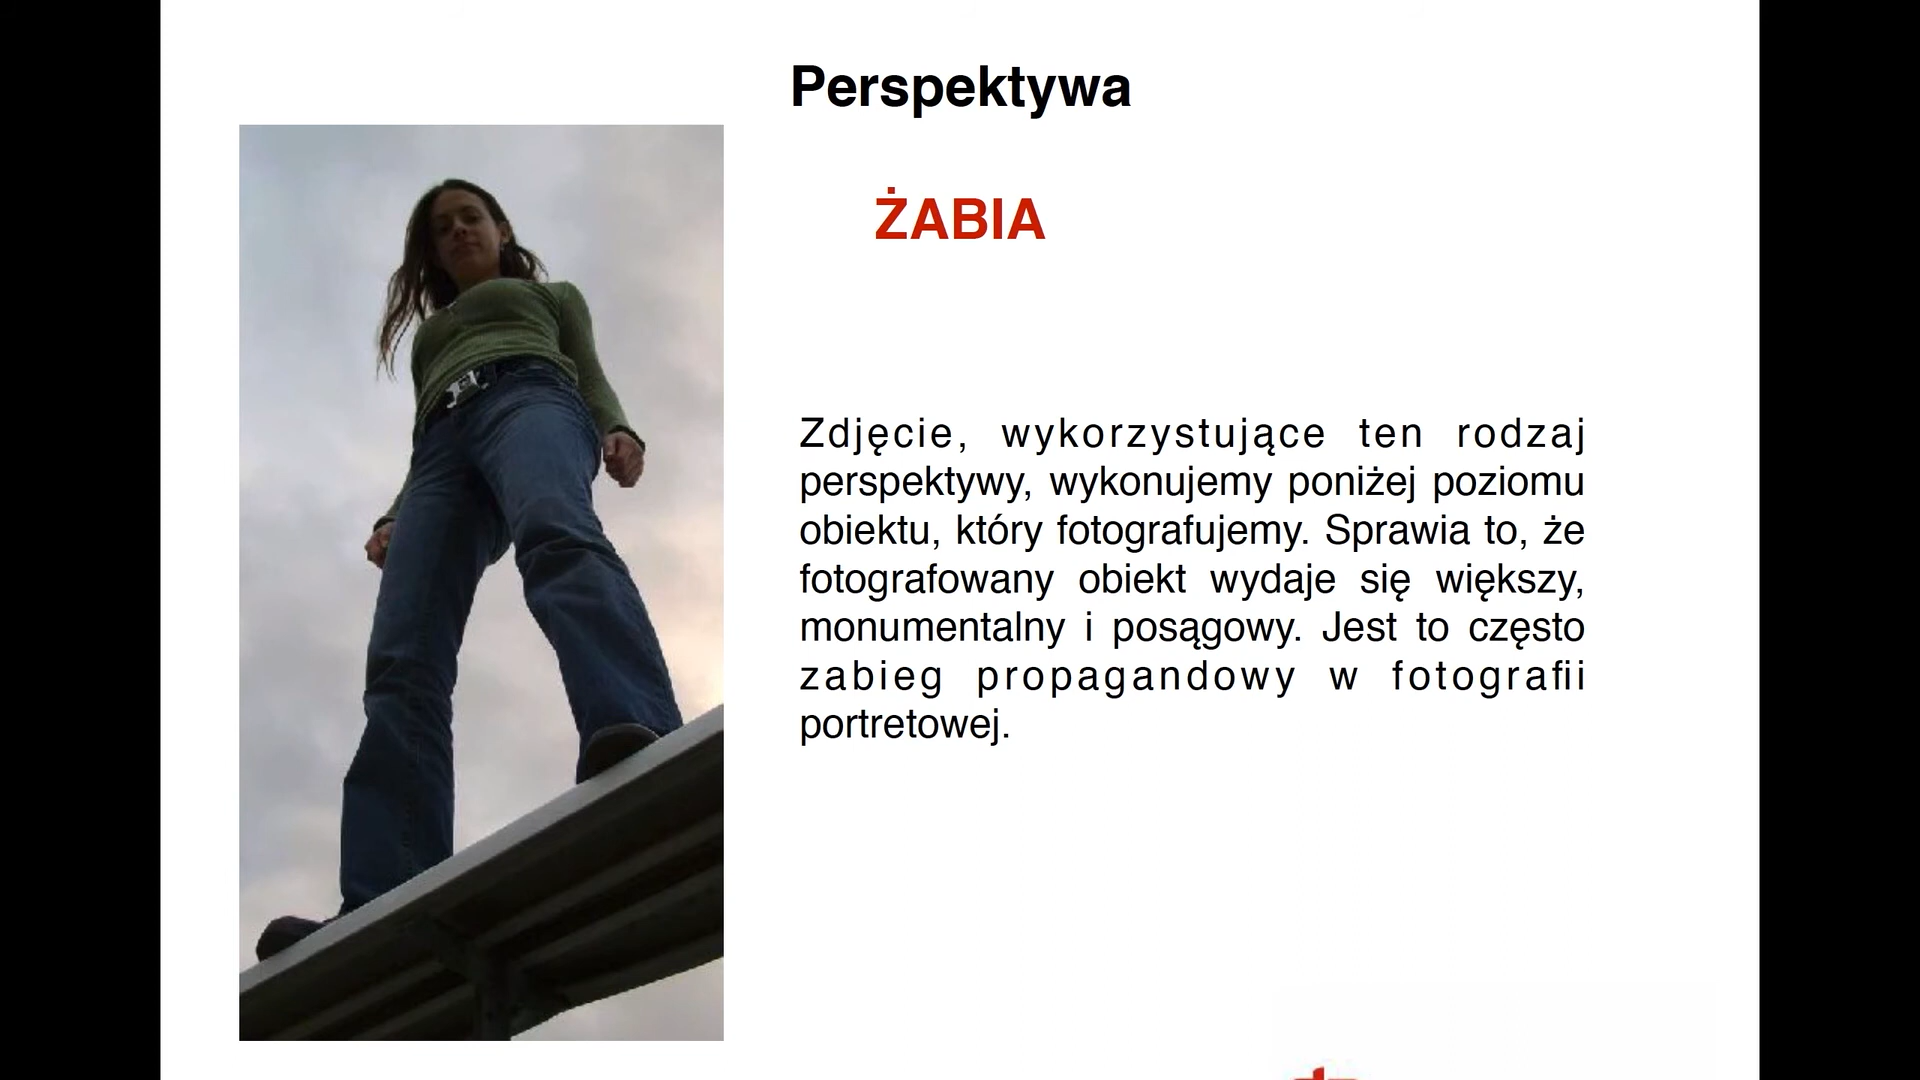 Perspektywa
ŻABIA
Zdjęcie, wykorzystujące ten rodzaj
perspektywy, wykonujemy poniżej poziomu
obiektu, który fotografujemy. Sprawia to, że
fotografowany obiekt wydaje się większy,
monumentalny i posągowy. Jest to często
zabieg propagandowy w fotografii
portretowej.